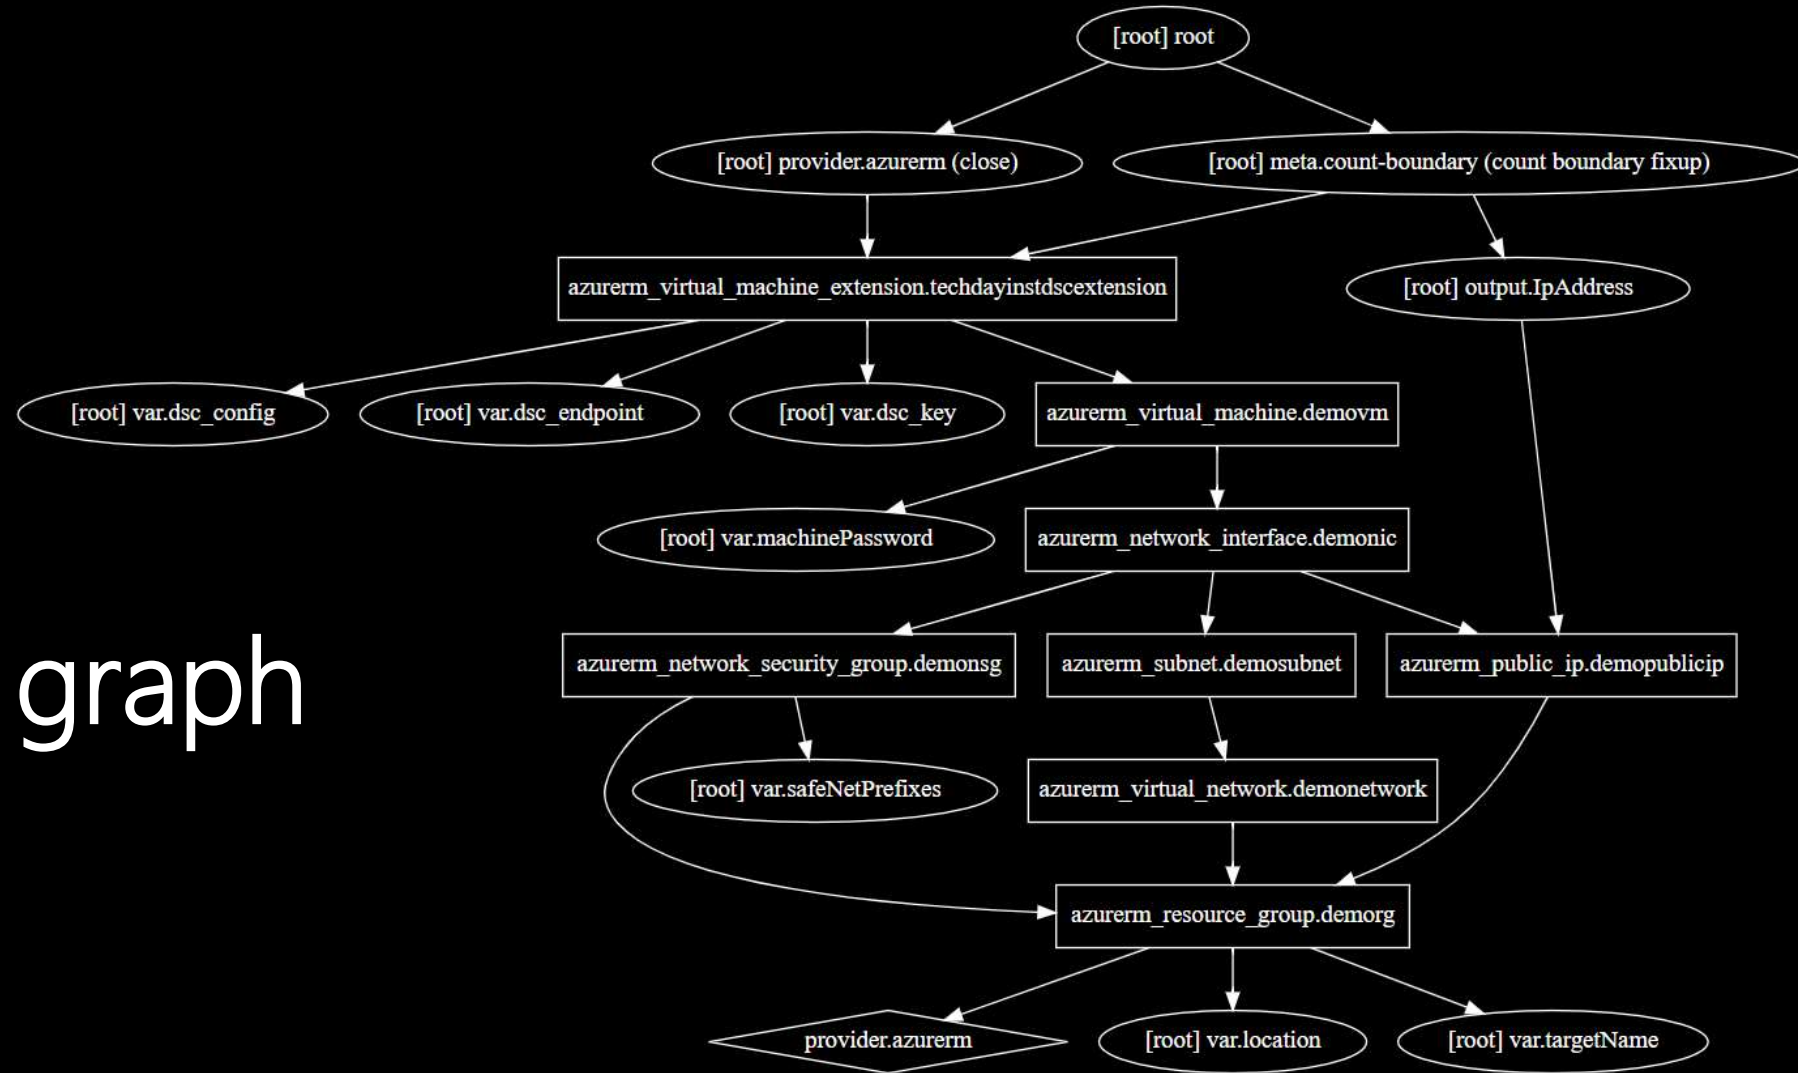 [root] root
[root] provider.azurerm (close)
[root] meta.count-boundary (count boundary fixup)
azurerm_virtual_machine_extension.techdayinstdscextension
[root] output.IpAddress
[root] var.dsc_config
[root] var.dsc_endpoint
[root] var.dsc_key
azurerm_virtual_machine.demovm
[root] var.machinePassword
azurerm_network_interface.demonic
graph
azurerm_network_security_group.demonsg
azurerm_subnet.demosubnet
azurerm_public_ip.demopublicip
[root] var.safeNetPrefixes
azurerm_virtual_network.demonetwork
azurerm_resource_group.demorg
provider.azurerm
[root] var.location
[root] var.targetName